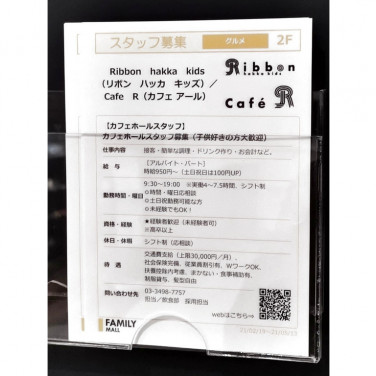 スタッフ募集 グルメ 2F
Ribbon hakka kids
(リボン ハッカ キッズ)/
Cafe R(カフェ アール)
Ribbon
hakka kids
Café R
【カフェホールスタッフ】
カフェホールスタッフ募集(子供好きの方大歓迎)
仕事内容 接客・簡単な調理・ドリンク作り・お会計など。
給 与 【アルバイト・パート】
時給950円~(土日祝日は100円UP)
勤務時間・曜日 9:30~19:00 ※実働4~7.5時間、シフト制
○時間・曜日応相談
○土日祝勤務可能な方
○未経験でもOK!
資格・経験 ★経験者歓迎(未経験者可)
※高卒以上
休日・休暇 シフト制(応相談)
待 遇 交通費支給(上限30,000円/月)、
社会保険完備、従業員割引有、WワークOK、
扶養控除内考慮、まかない・食事補助有、
制服貸与、髪型自由
問い合わせ先 03-3498-7757
担当/飲食部 採用担当
webはこちら⇒
FAMILY
MALL